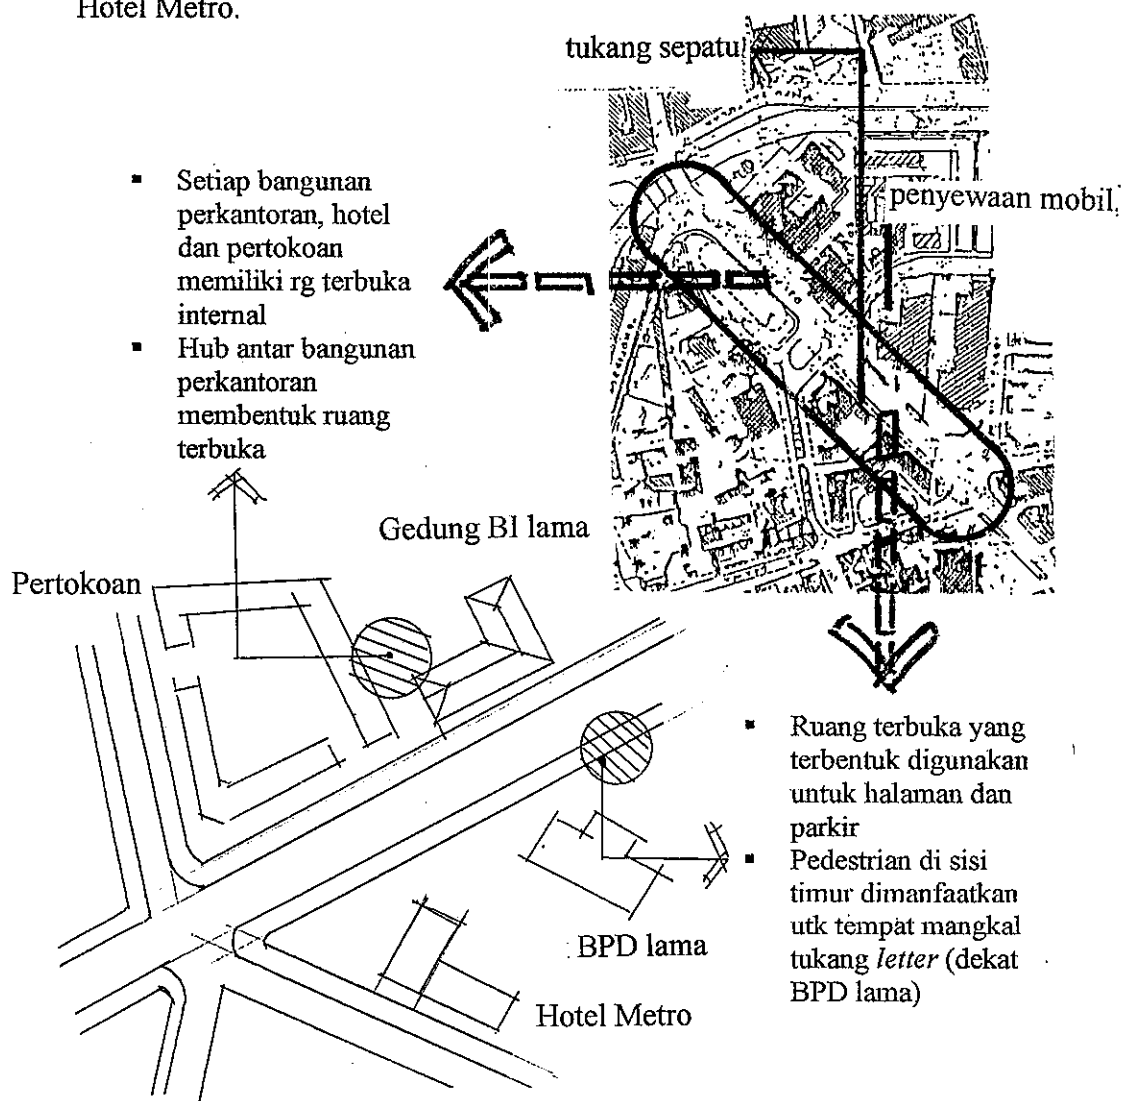 Hotel Metro.
tukang sepatu
penyewaan mobil
▪ Setiap bangunan
perkantoran, hotel
dan pertokoan
memiliki rg terbuka
internal
▪ Hub antar bangunan
perkantoran
membentuk ruang
terbuka
Gedung BI lama
Pertokoan
▪ Ruang terbuka yang
terbentuk digunakan
untuk halaman dan
parkir
▪ Pedestrian di sisi
timur dimanfaatkan
utk tempat mangkal
tukang letter (dekat
BPD lama)
BPD lama
Hotel Metro